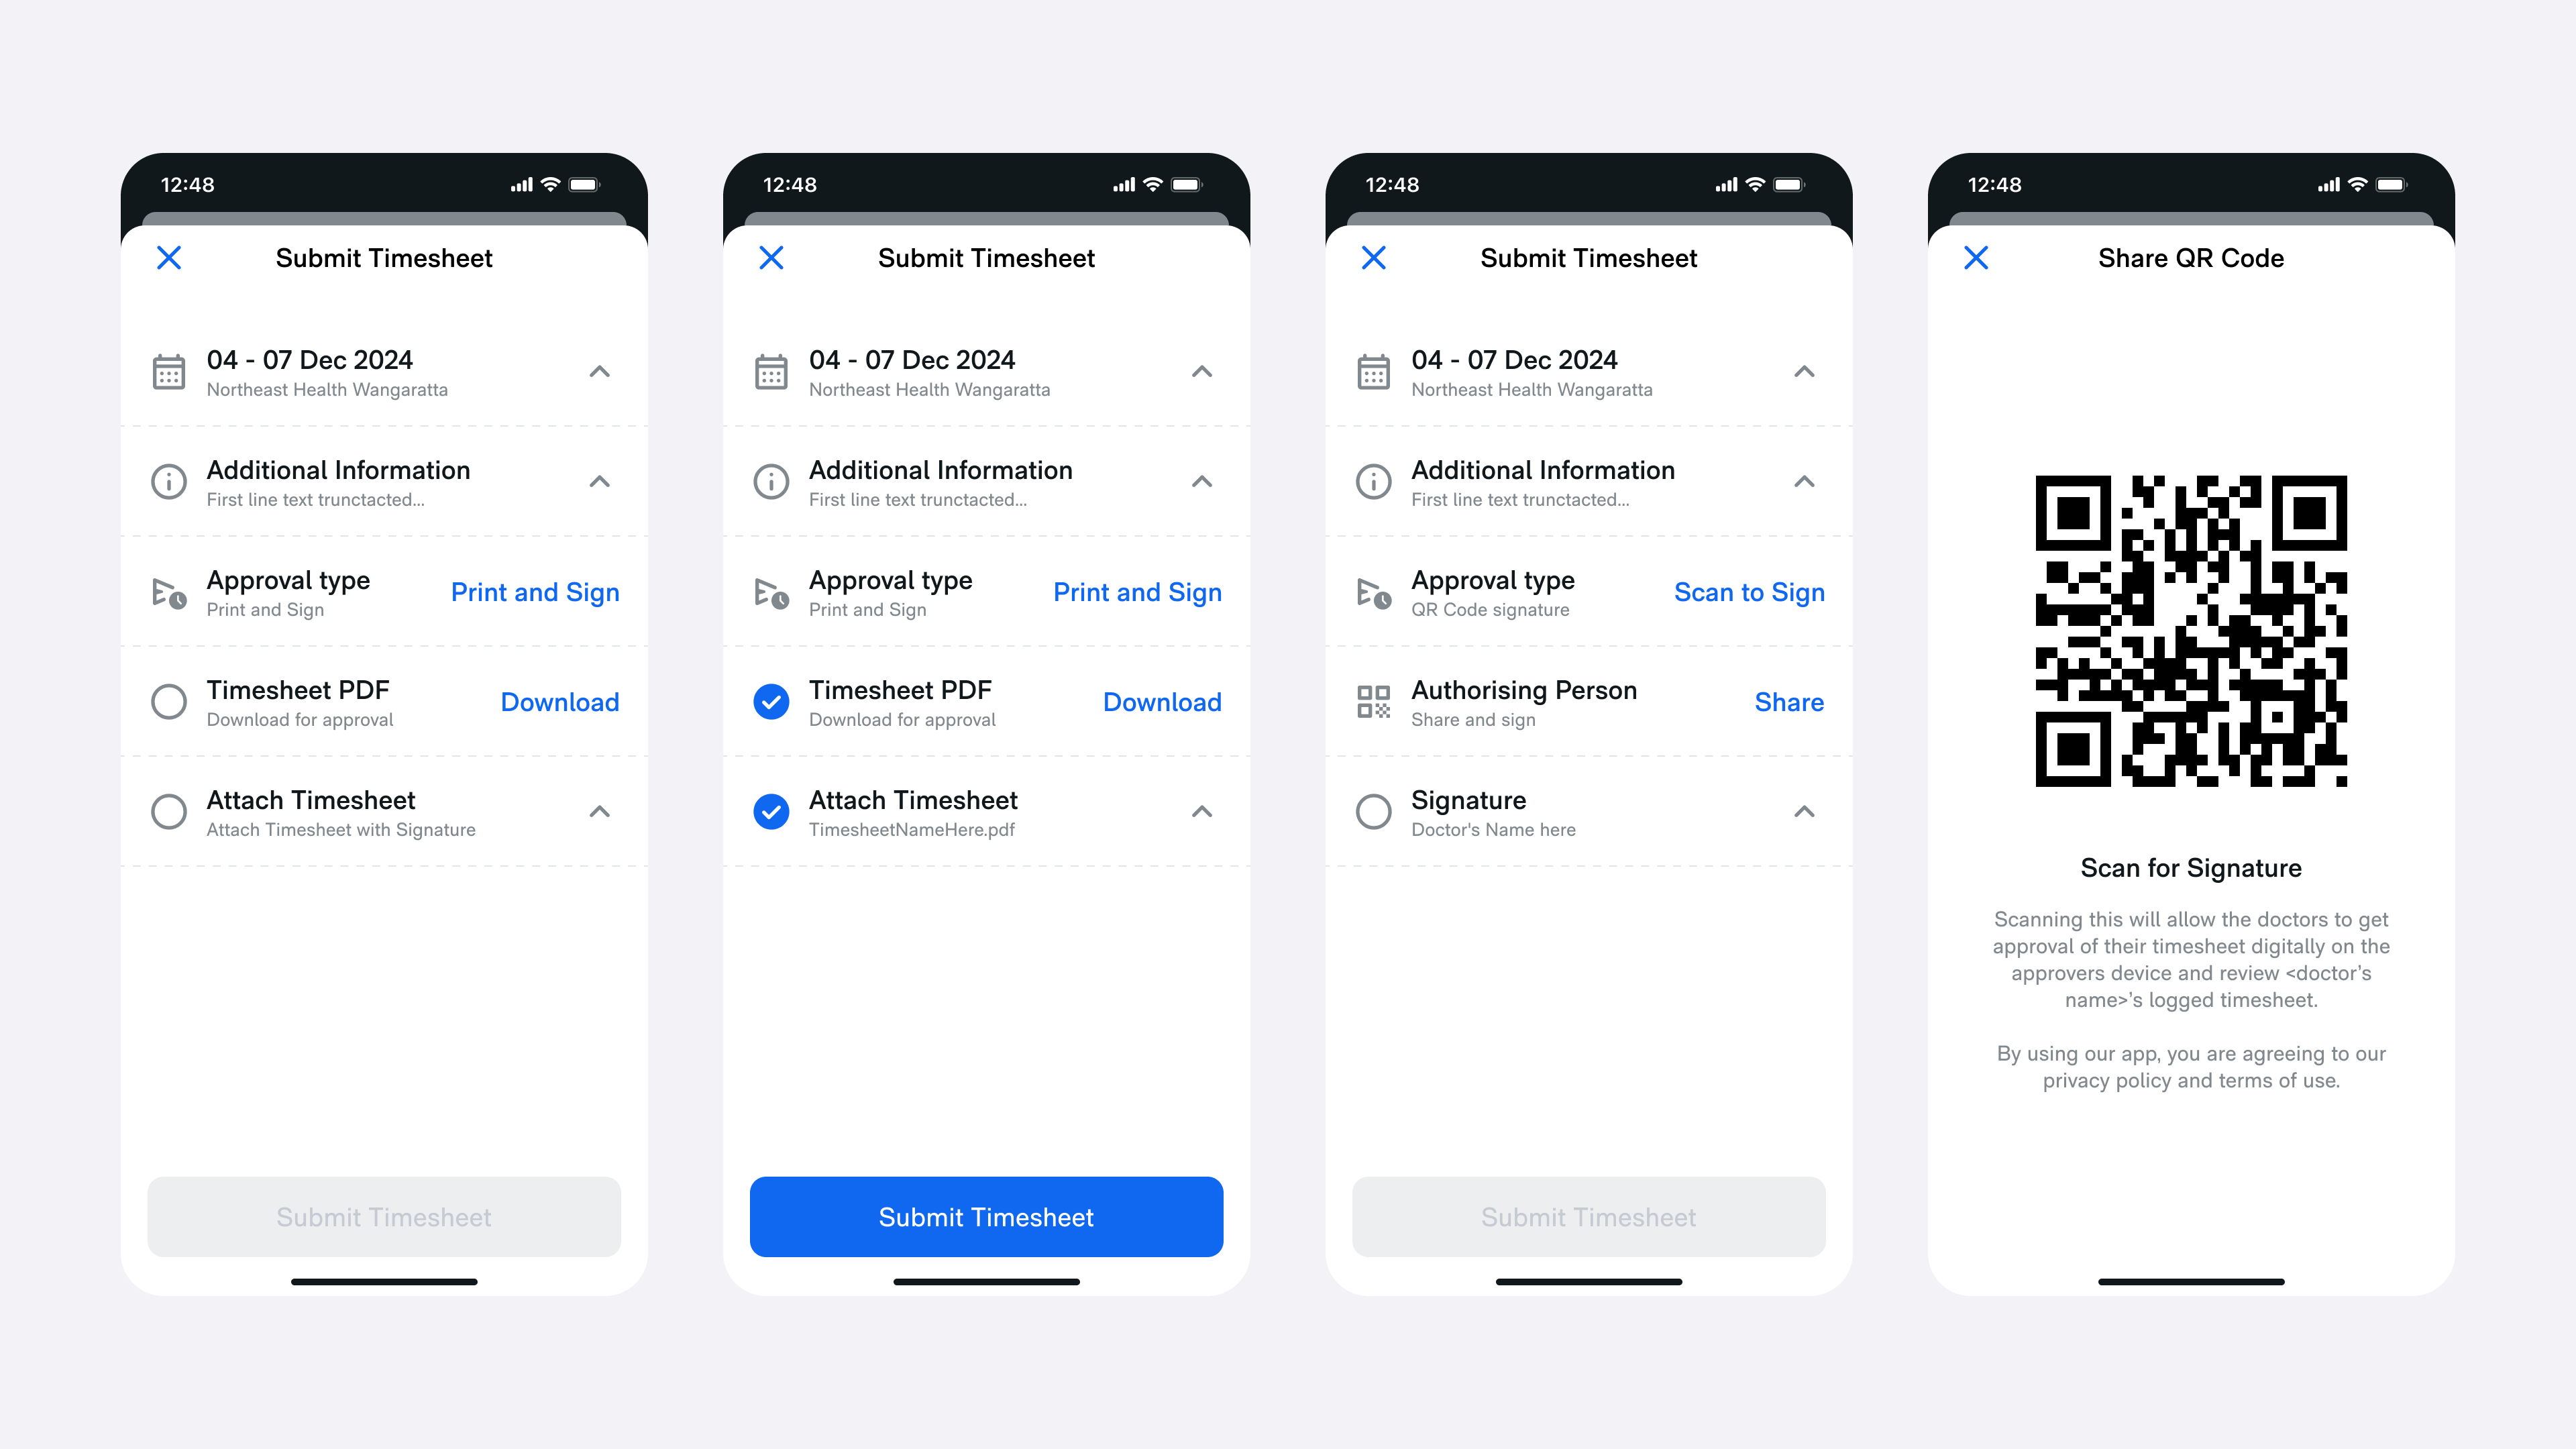 12:48
Submit Timesheet
04 - 07 Dec 2024
Northeast Health Wangaratta
Additional Information
First line text trunctacted...
Approval type
Print and Sign
Print and Sign
Timesheet PDF
Download for approval
Download
Attach Timesheet
Attach Timesheet with Signature
Submit Timesheet
12:48
Submit Timesheet
04 - 07 Dec 2024
Northeast Health Wangaratta
Additional Information
First line text trunctacted...
Approval type
Print and Sign
Print and Sign
Timesheet PDF
Download for approval
Download
Attach Timesheet
TimesheetNameHere.pdf
Submit Timesheet
12:48
Submit Timesheet
04 - 07 Dec 2024
Northeast Health Wangaratta
Additional Information
First line text trunctacted...
Approval type
QR Code signature
Scan to Sign
Authorising Person
Share and sign
Share
Signature
Doctor's Name here
Submit Timesheet
12:48
Share QR Code
Scan for Signature
Scanning this will allow the doctors to get
approval of their timesheet digitally on the
approvers device and review <doctor’s
name>’s logged timesheet.
By using our app, you are agreeing to our
privacy policy and terms of use.